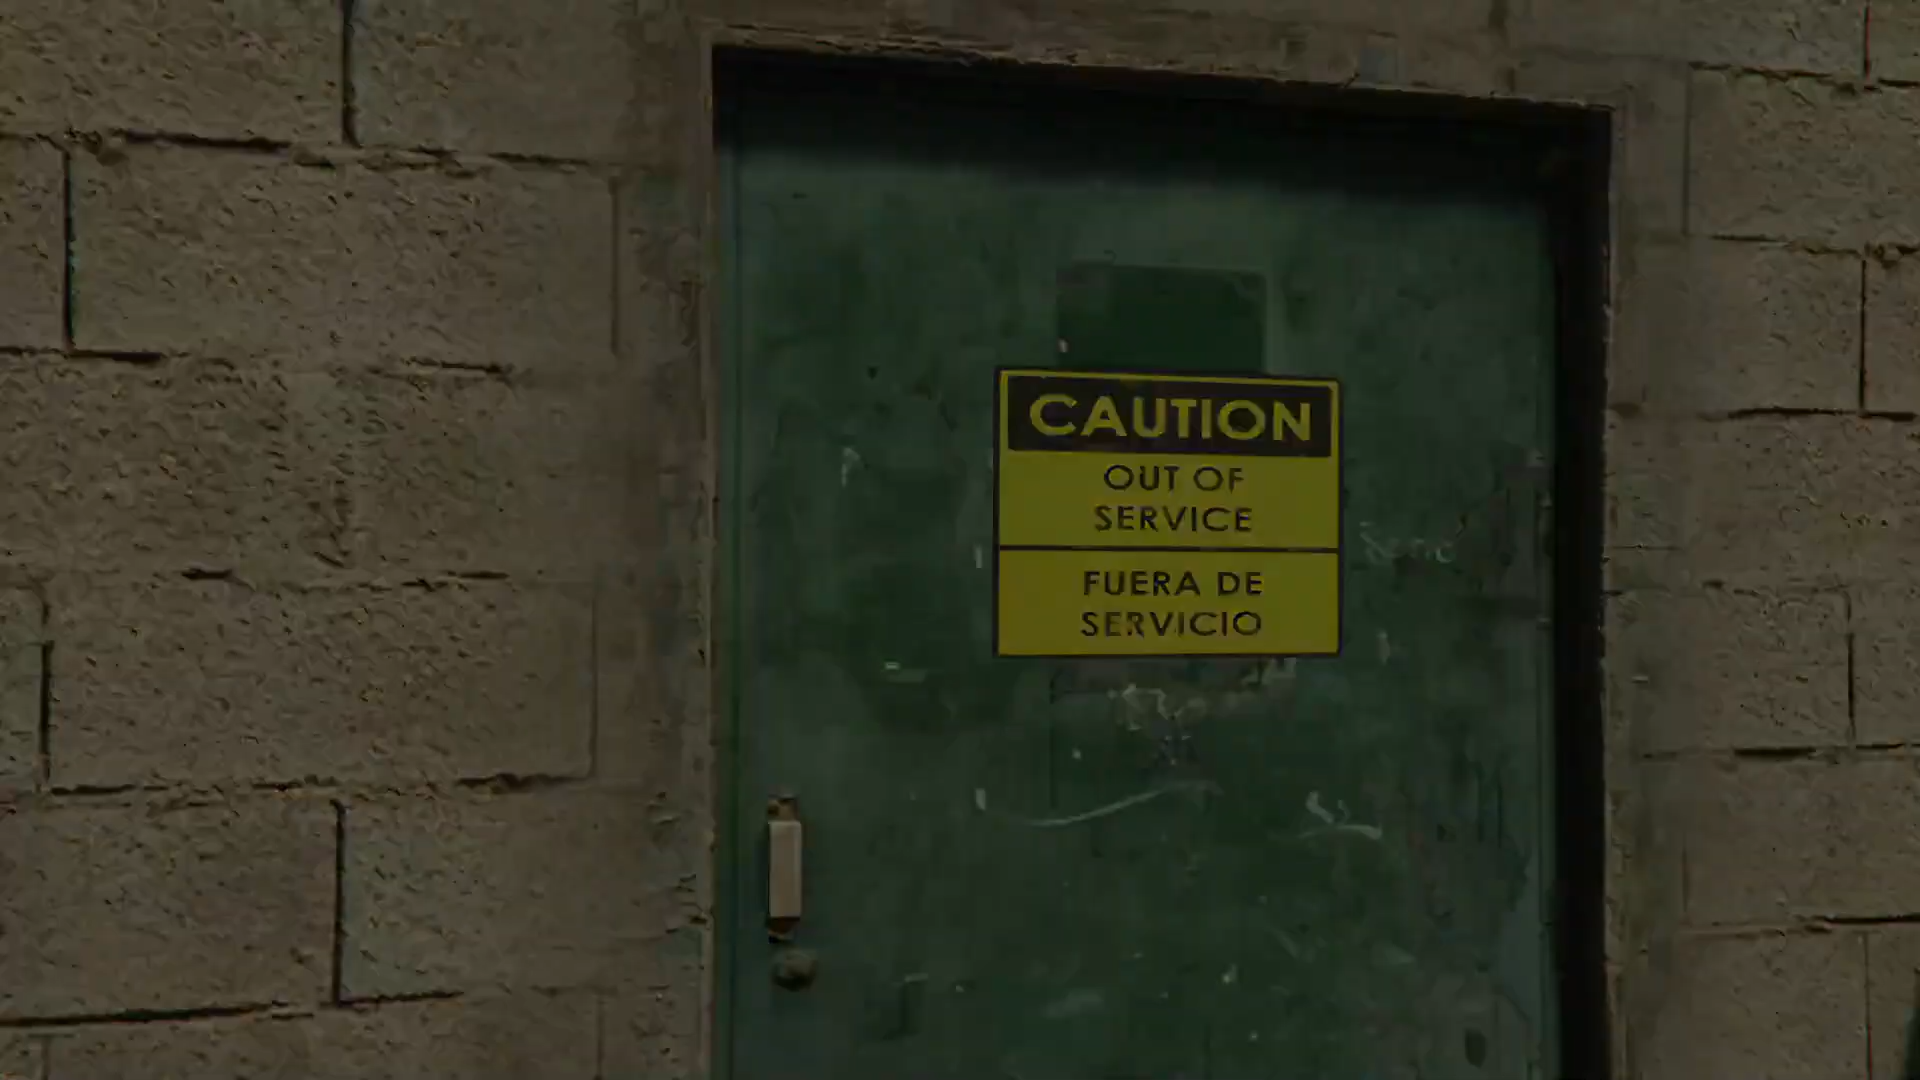 CAUTION
OUT OF
SERVICE
FUERA DE
SERVICIO